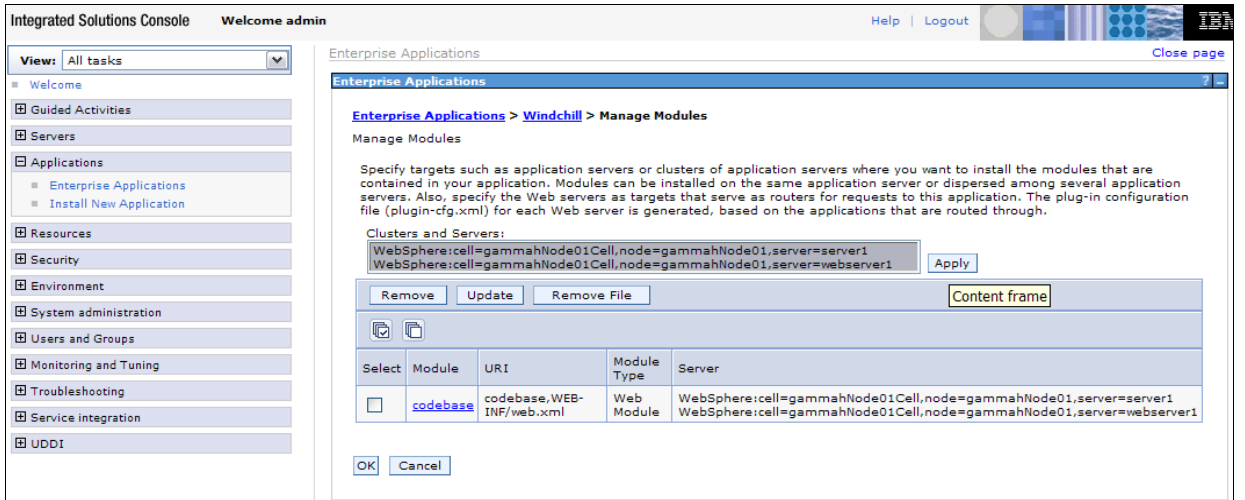 Integrated Solutions Console Welcome admin
Help | Logout
IBM
View: All tasks
Welcome
Guided Activities
Servers
Applications
Enterprise Applications
Install New Application
Resources
Security
Environment
System administration
Users and Groups
Monitoring and Tuning
Troubleshooting
Service integration
UDDI
Enterprise Applications
Close page
Enterprise Applications
? -
Enterprise Applications > Windchill > Manage Modules
Manage Modules
Specify targets such as application servers or clusters of application servers where you want to install the modules that are
contained in your application. Modules can be installed on the same application server or dispersed among several application
servers. Also, specify the Web servers as targets that serve as routers for requests to this application. The plug-in configuration
file (plugin-cfg.xml) for each Web server is generated, based on the applications that are routed through.
Clusters and Servers:
WebSphere:cell=gammahNode01Cell,node=gammahNode01,server=server1
WebSphere:cell=gammahNode01Cell,node=gammahNode01,server=webserver1
Apply
Remove Update Remove File
Content frame
Select Module URI Module Type Server
codebase codebase,WEB-INF/web.xml Web Module WebSphere:cell=gammahNode01Cell,node=gammahNode01,server=server1
WebSphere:cell=gammahNode01Cell,node=gammahNode01,server=webserver1
OK Cancel